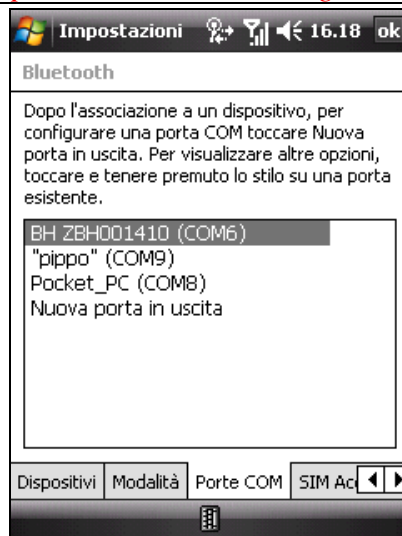 Impostazioni 16.18 ok
Bluetooth
Dopo l'associazione a un dispositivo, per
configurare una porta COM toccare Nuova
porta in uscita. Per visualizzare altre opzioni,
toccare e tenere premuto lo stilo su una porta
esistente.
BH ZBH001410 (COM6)
"pippo" (COM9)
Pocket_PC (COM8)
Nuova porta in uscita
Dispositivi Modalità Porte COM SIM Ac